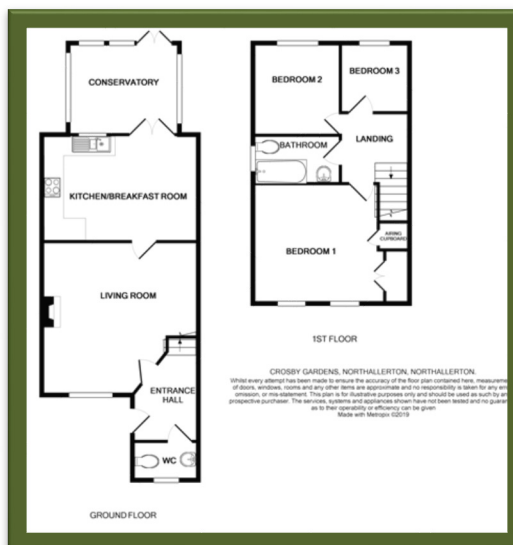 CONSERVATORY
KITCHEN/BREAKFAST ROOM
LIVING ROOM
ENTRANCE
HALL
WC
GROUND FLOOR
BEDROOM 2
BEDROOM 3
BATHROOM
LANDING
BEDROOM 1
AIRING
CUPBOARD
1ST FLOOR
CROSBY GARDENS, NORTHALLERTON, NORTHALLERTON.
Whilst every attempt has been made to ensure the accuracy of the floor plan contained here, measureme
of doors, windows, rooms and any other items are approximate and no responsibility is taken for any err
omission, or mis-statement. This plan is for illustrative purposes only and should be used as such by an
prospective purchaser. The services, systems and appliances shown have not been tested and no guaran
as to their operability or efficiency can be given
Made with Metropix ©2019